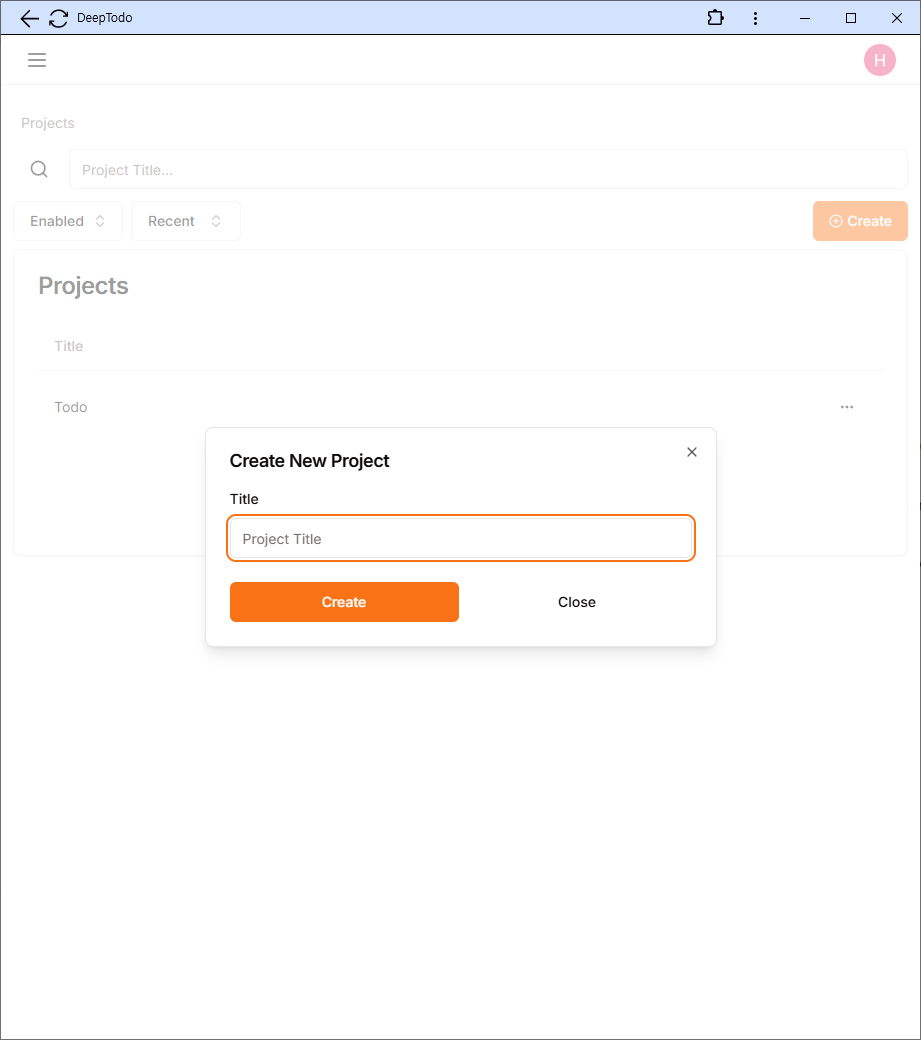 DeepTodo
H
Projects
Project Title...
Enabled
Recent
Create
Projects
Title
Todo
Create New Project
Title
Project Title
Create
Close